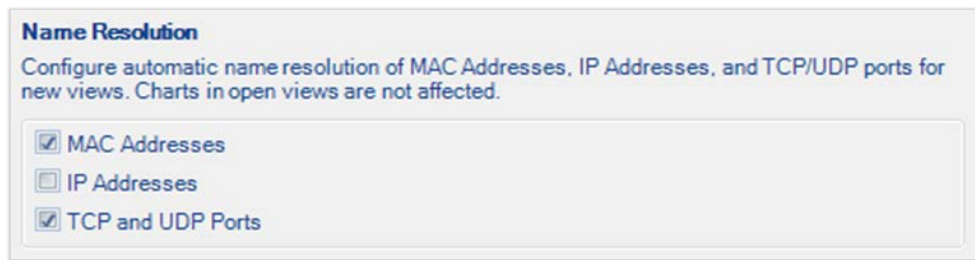 Name Resolution
Configure automatic name resolution of MAC Addresses, IP Addresses, and TCP/UDP ports for
new views. Charts in open views are not affected.
MAC Addresses
IP Addresses
TCP and UDP Ports